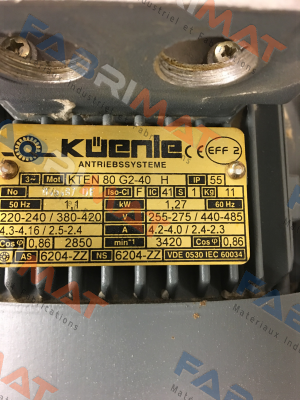 FABRIMAT
Küenle CE EFF 2
ANTRIEBSSYSTEME
3~ Mot KTEN 80 G2-40 H IP 55
No Iso-Cl F IC 41 S 1 Kg 11
50 Hz 1,1 kW 1,27 60 Hz
220-240 / 380-420 V 255-275 / 440-485
4.3-4.16 / 2.5-2.4 A 4.2-4.0 / 2.4-2.3
Cos φ 0,86 2850 min⁻¹ 3420 Cos φ 0,86
AS 6204-ZZ NS 6204-ZZ VDE 0530 IEC 60034